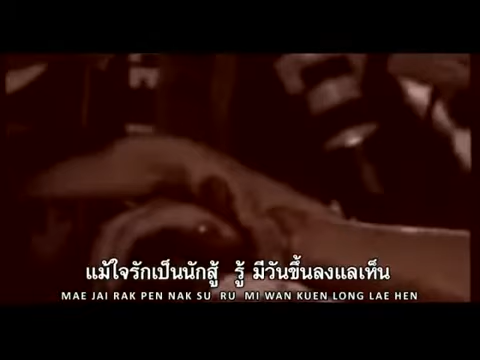 แม้ใจรักเป็นนักสู้  รู้ มีวันขึ้นลงแลเห็น
MAE JAI RAK PEN NAK SU  RU  MI WAN KUEN LONG LAE HEN